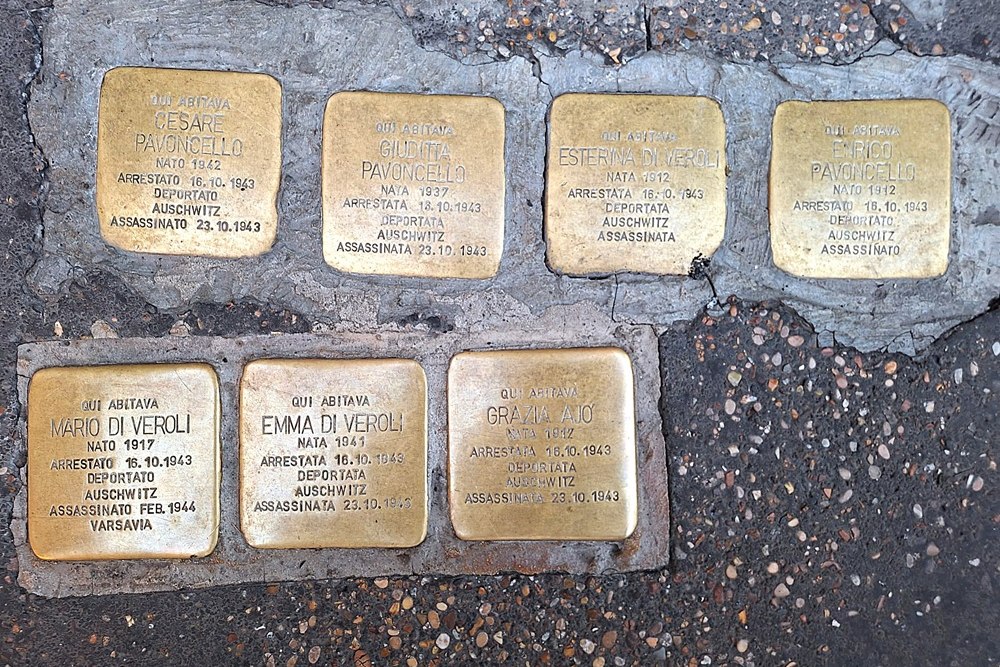 QUI ABITAVA
CESARE
PAVONCELLO
NATO 1942
ARRESTATO 16.10.1943
DEPORTATO
AUSCHWITZ
ASSASSINATO 23.10.1943
QUI ABITAVA
GIUDITTA
PAVONCELLO
NATA 1937
ARRESTATA 16.10.1943
DEPORTATA
AUSCHWITZ
ASSASSINATA 23.10.1943
QUI ABITAVA
ESTERINA DI VEROLI
NATA 1912
ARRESTATA 16.10.1943
DEPORTATA
AUSCHWITZ
ASSASSINATA
QUI ABITAVA
ENRICO
PAVONCELLO
NATO 1912
ARRESTATO 16.10.1943
DEPORTATO
AUSCHWITZ
ASSASSINATO
QUI ABITAVA
MARIO DI VEROLI
NATO 1917
ARRESTATO 16.10.1943
DEPORTATO
AUSCHWITZ
ASSASSINATO FEB.1944
VARSAVIA
QUI ABITAVA
EMMA DI VEROLI
NATA 1941
ARRESTATA 16.10.1943
DEPORTATA
AUSCHWITZ
ASSASSINATA 23.10.1943
QUI ABITAVA
GRAZIA AJÓ
NATA 1912
ARRESTATA 16.10.1943
DEPORTATA
AUSCHWITZ
ASSASSINATA 23.10.1943